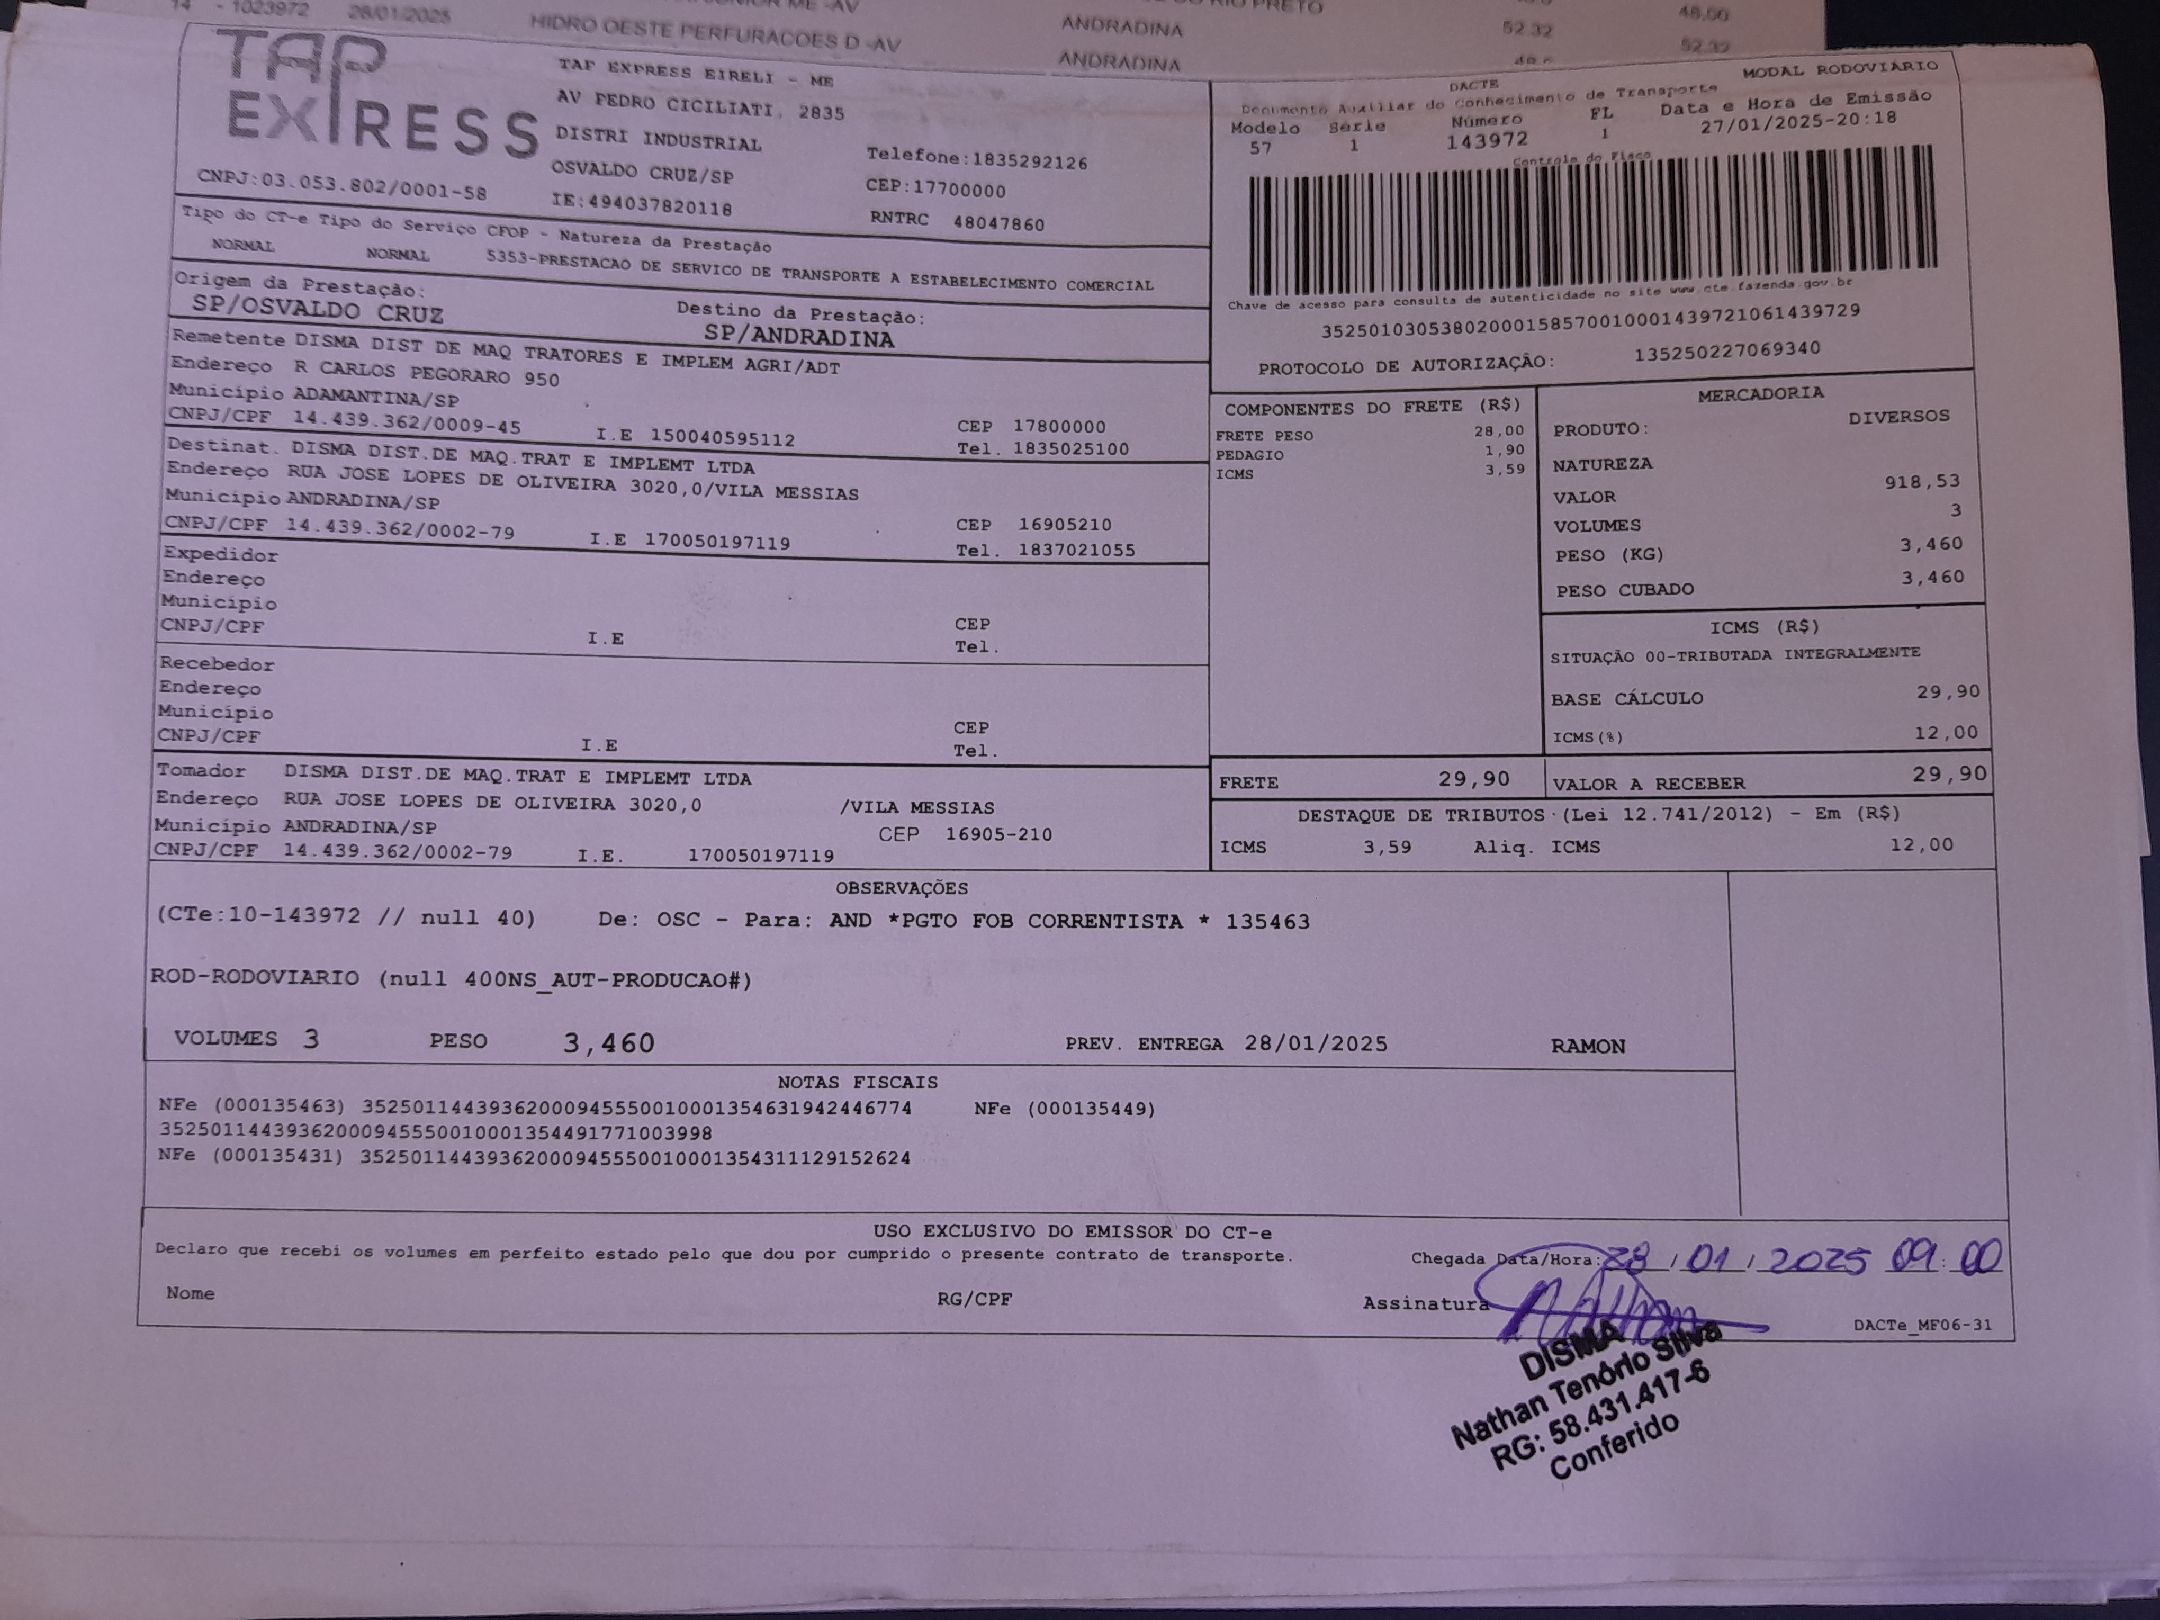 14 - 1023972 28/01/2025 HIDRO OESTE PERFURACOES D -AV ANDRADINA 52.32 52.32
ANDRADINA
TAP EXPRESS
TAP EXPRESS EIRELI - ME
AV PEDRO CICILIATI, 2835
DISTRI INDUSTRIAL
Telefone:1835292126
OSVALDO CRUZ/SP
CEP:17700000
CNPJ:03.053.802/0001-58
IE:494037820118
RNTRC 48047860
MODAL RODOVIÁRIO
DACTE
Documento Auxiliar do Conhecimento de Transporte
Modelo Série Número FL Data e Hora de Emissão
57 1 143972 1 27/01/2025-20:18
Controle do Fisco
Chave de acesso para consulta de autenticidade no site www.cte.fazenda.gov.br
35250103053802000158570010001439721061439729
PROTOCOLO DE AUTORIZAÇÃO: 135250227069340
Tipo do CT-e Tipo do Serviço CFOP - Natureza da Prestação
NORMAL NORMAL 5353-PRESTACAO DE SERVICO DE TRANSPORTE A ESTABELECIMENTO COMERCIAL
Origem da Prestação: Destino da Prestação:
SP/OSVALDO CRUZ SP/ANDRADINA
Remetente DISMA DIST DE MAQ TRATORES E IMPLEM AGRI/ADT
Endereço R CARLOS PEGORARO 950
Município ADAMANTINA/SP CEP 17800000
CNPJ/CPF 14.439.362/0009-45 I.E 150040595112 Tel. 1835025100
Destinat. DISMA DIST.DE MAQ.TRAT E IMPLEMT LTDA
Endereço RUA JOSE LOPES DE OLIVEIRA 3020,0/VILA MESSIAS
Município ANDRADINA/SP CEP 16905210
CNPJ/CPF 14.439.362/0002-79 I.E 170050197119 Tel. 1837021055
Expedidor
Endereço
Município CEP
CNPJ/CPF I.E Tel.
Recebedor
Endereço
Município CEP
CNPJ/CPF I.E Tel.
Tomador DISMA DIST.DE MAQ.TRAT E IMPLEMT LTDA
Endereço RUA JOSE LOPES DE OLIVEIRA 3020,0 /VILA MESSIAS
Município ANDRADINA/SP CEP 16905-210
CNPJ/CPF 14.439.362/0002-79 I.E. 170050197119
COMPONENTES DO FRETE (R$)
FRETE PESO 28,00
PEDAGIO 1,90
ICMS 3,59
MERCADORIA
PRODUTO: DIVERSOS
NATUREZA
VALOR 918,53
VOLUMES 3
PESO (KG) 3,460
PESO CUBADO 3,460
ICMS (R$)
SITUAÇÃO 00-TRIBUTADA INTEGRALMENTE
BASE CÁLCULO 29,90
ICMS(%) 12,00
FRETE 29,90 VALOR A RECEBER 29,90
DESTAQUE DE TRIBUTOS (Lei 12.741/2012) - Em (R$)
ICMS 3,59 Aliq. ICMS 12,00
OBSERVAÇÕES
(CTe:10-143972 // null 40) De: OSC - Para: AND *PGTO FOB CORRENTISTA * 135463
ROD-RODOVIARIO (null 400NS_AUT-PRODUCAO#)
VOLUMES 3 PESO 3,460 PREV. ENTREGA 28/01/2025 RAMON
NOTAS FISCAIS
NFe (000135463) 35250114439362000945550010001354631942446774 NFe (000135449)
35250114439362000945550010001354491771003998
NFe (000135431) 35250114439362000945550010001354311129152624
USO EXCLUSIVO DO EMISSOR DO CT-e
Declaro que recebi os volumes em perfeito estado pelo que dou por cumprido o presente contrato de transporte. Chegada Data/Hora: 28/01/2025 09:00
Nome RG/CPF Assinatura Nathan
DACTe_MF06-31
DISMA
Nathan Tenório Silva
RG: 58.431.417-6
Conferido